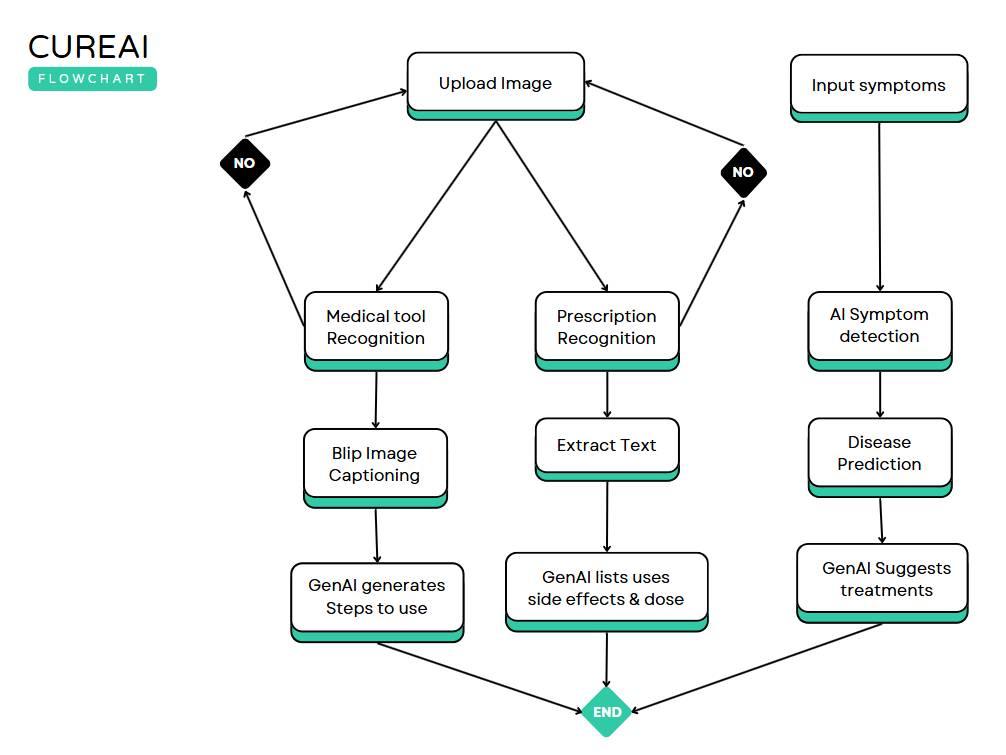 CUREAI
FLOWCHART
Upload Image
Input symptoms
NO
NO
Medical tool
Recognition
Prescription
Recognition
AI Symptom
detection
Blip Image
Captioning
Extract Text
Disease
Prediction
GenAI generates
Steps to use
GenAI lists uses
side effects & dose
GenAI Suggests
treatments
END